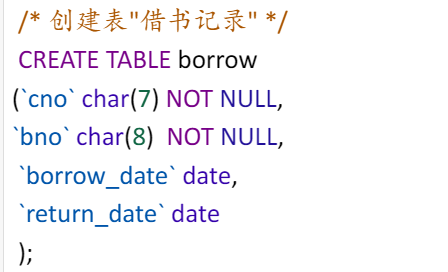 /* 创建表"借书记录" */
CREATE TABLE borrow
(`cno` char(7) NOT NULL,
`bno` char(8)  NOT NULL,
`borrow_date` date,
`return_date` date
);